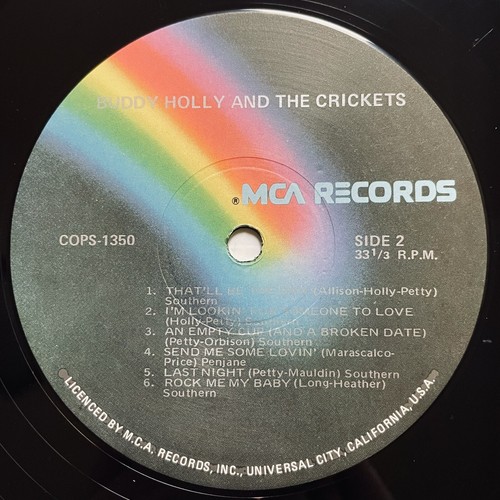 BUDDY HOLLY AND THE CRICKETS
® MCA RECORDS
COPS-1350
SIDE 2
33 1/3 R.P.M.
1. THAT'LL BE (Allison-Holly-Petty)
Southern
2. I'M LOOKIN' FOR SOMEONE TO LOVE
(Holly-Petty) Southern
3. AN EMPTY CUP (AND A BROKEN DATE)
(Petty-Orbison) Southern
4. SEND ME SOME LOVIN' (Marascalco-
Price) Penjane
5. LAST NIGHT (Petty-Mauldin) Southern
6. ROCK ME MY BABY (Long-Heather)
Southern
LICENCED BY M.C.A. RECORDS, INC., UNIVERSAL CITY, CALIFORNIA, U.S.A.